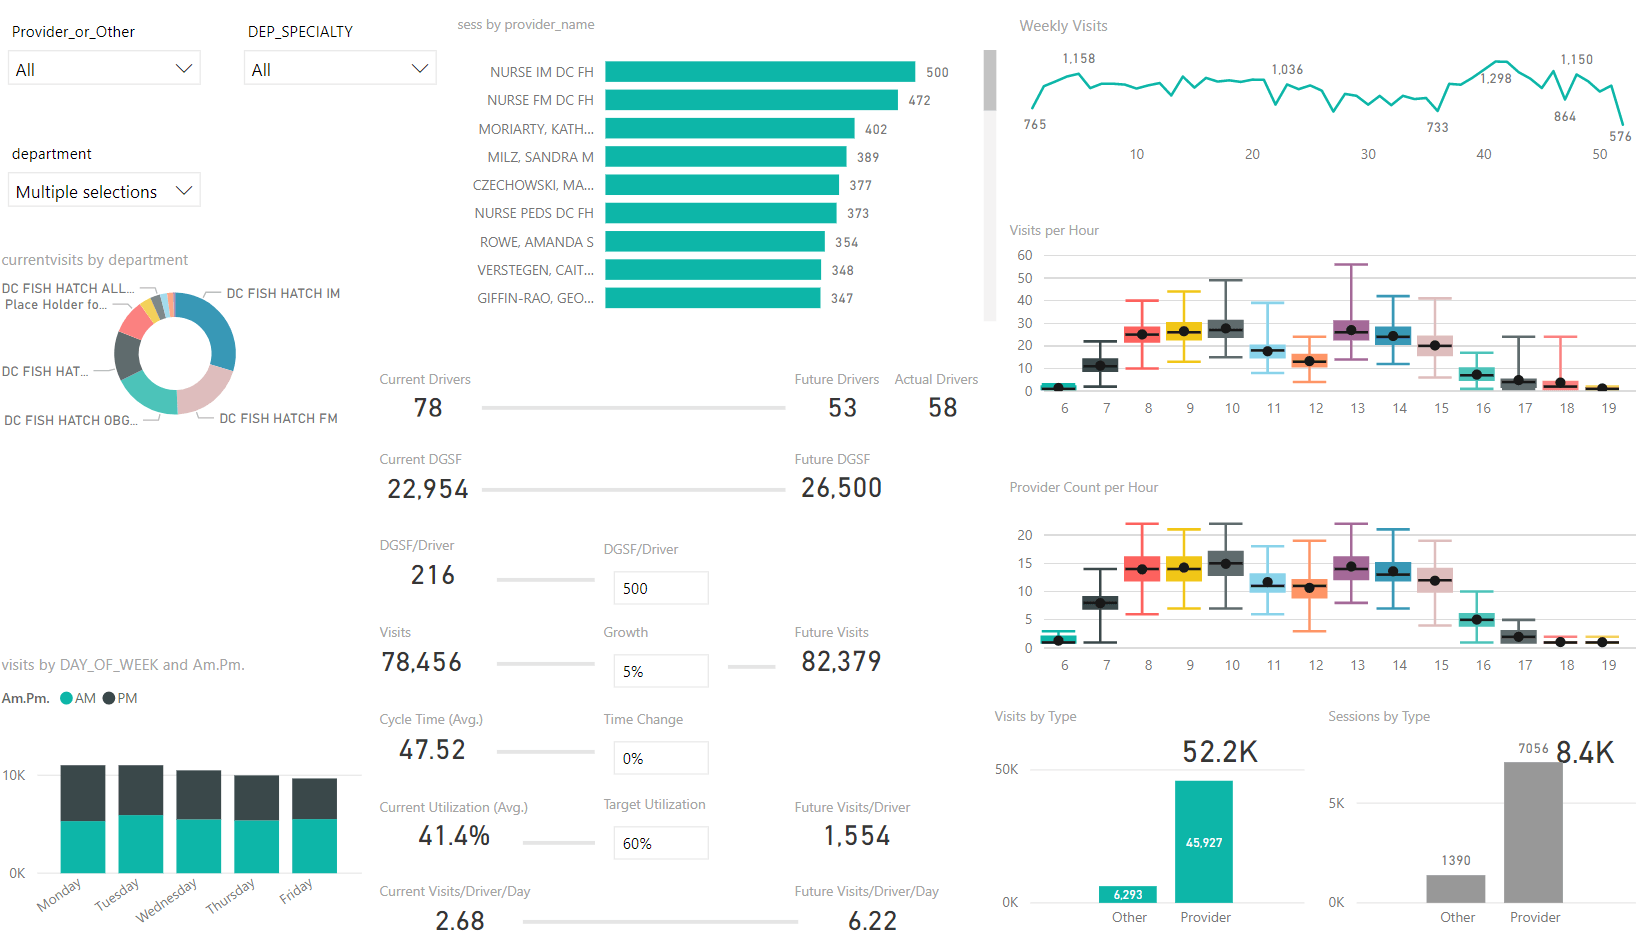 Provider_or_Other
All
DEP_SPECIALTY
All
department
Multiple selections
currentvisits by department
DC FISH HATCH ALL...
Place Holder fo...
DC FISH HATCH IM
DC FISH HAT...
DC FISH HATCH OBG...
DC FISH HATCH FM
visits by DAY_OF_WEEK and Am.Pm.
Am.Pm. AM PM
10K
0K
Monday
Tuesday
Wednesday
Thursday
Friday
sess by provider_name
NURSE IM DC FH 500
NURSE FM DC FH 472
MORIARTY, KATH... 402
MILZ, SANDRA M 389
CZECHOWSKI, MA... 377
NURSE PEDS DC FH 373
ROWE, AMANDA S 354
VERSTEGEN, CAIT... 348
GIFFIN-RAO, GEO... 347
Current Drivers
78
Future Drivers
53
Actual Drivers
58
Current DGSF
22,954
Future DGSF
26,500
DGSF/Driver
216
DGSF/Driver
500
Visits
78,456
Growth
5%
Future Visits
82,379
Cycle Time (Avg.)
47.52
Time Change
0%
Current Utilization (Avg.)
41.4%
Target Utilization
60%
Future Visits/Driver
1,554
Current Visits/Driver/Day
2.68
Future Visits/Driver/Day
6.22
Weekly Visits
765
1,158
1,036
733
1,298
864
1,150
576
10 20 30 40 50
Visits per Hour
60
50
40
30
20
10
0
6 7 8 9 10 11 12 13 14 15 16 17 18 19
Provider Count per Hour
20
15
10
5
0
6 7 8 9 10 11 12 13 14 15 16 17 18 19
Visits by Type
52.2K
50K
45,927
6,293
0K
Other Provider
Sessions by Type
7056 8.4K
5K
1390
0K
Other Provider